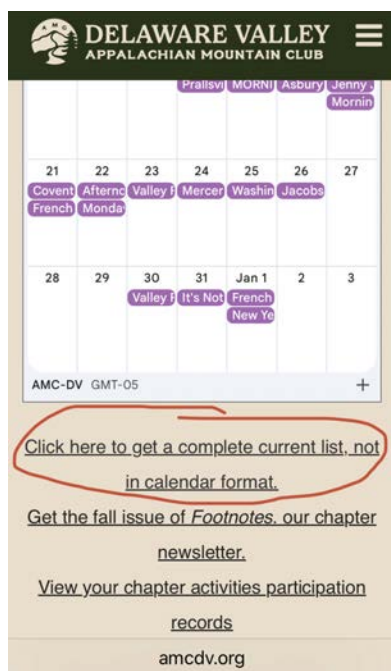 AMC
DELAWARE VALLEY
APPALACHIAN MOUNTAIN CLUB
Prallsvi MORNI Asbury Jenny
Mornin
21 22 23 24 25 26 27
Covent Afterno Valley F Mercer Washin Jacobs
French Monda
28 29 30 31 Jan 1 2 3
Valley F It's Not French
New Ye
AMC-DV GMT-05 +
Click here to get a complete current list, not
in calendar format.
Get the fall issue of Footnotes, our chapter
newsletter.
View your chapter activities participation
records
amcdv.org